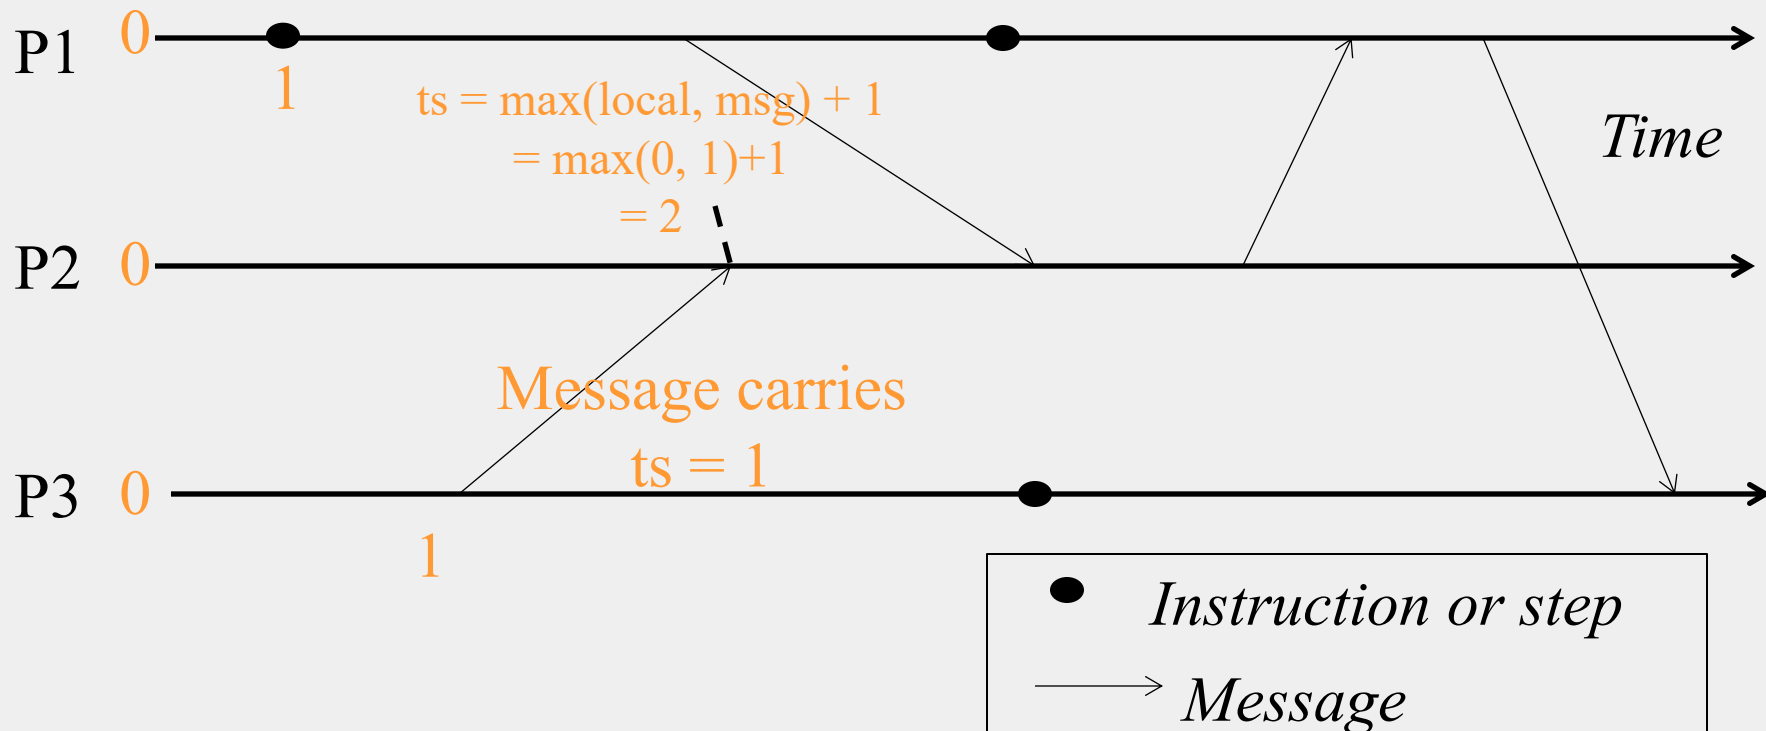 P1 0
1
ts = max(local, msg) + 1
= max(0, 1)+1
= 2
Time
P2 0
Message carries
ts = 1
P3 0
1
Instruction or step
Message